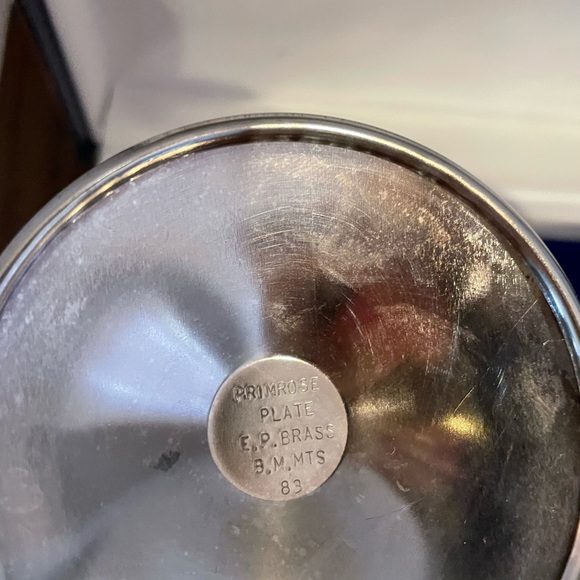 PRIMROSE
PLATE
E.P.BRASS
B.M.MTS
83